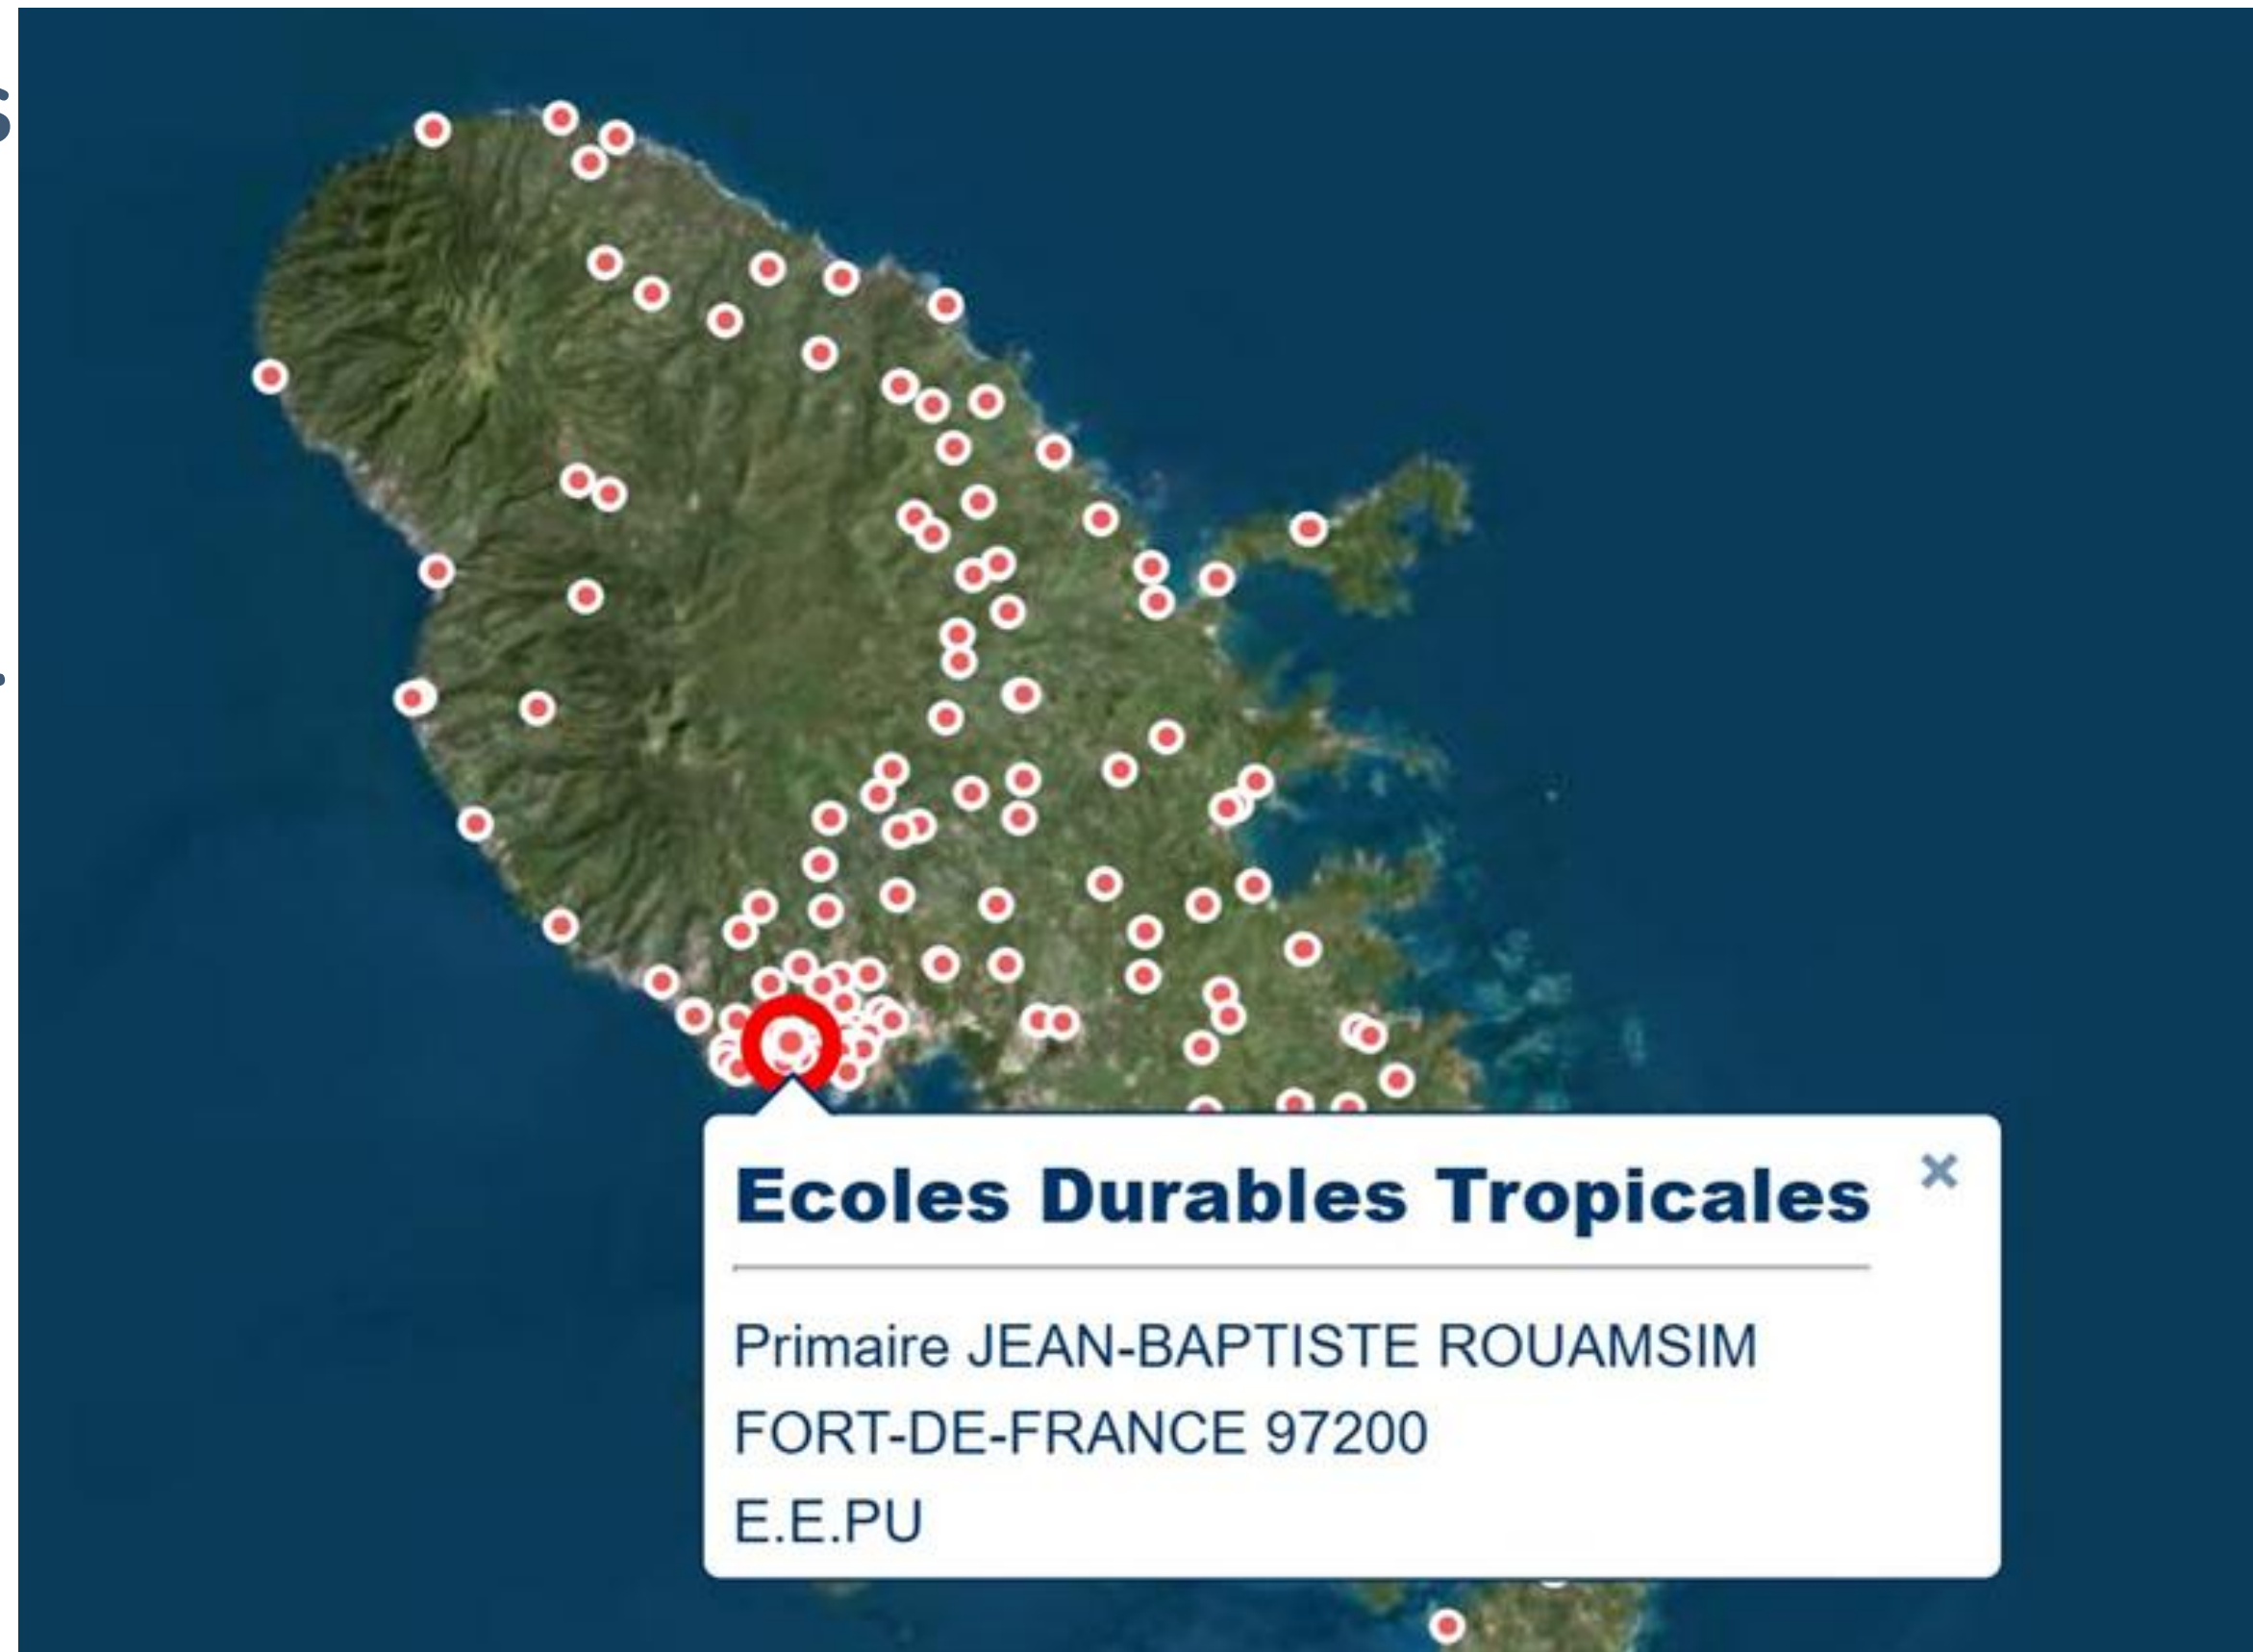 s
Ecoles Durables Tropicales ×
Primaire JEAN-BAPTISTE ROUAMSIM
FORT-DE-FRANCE 97200
E.E.PU